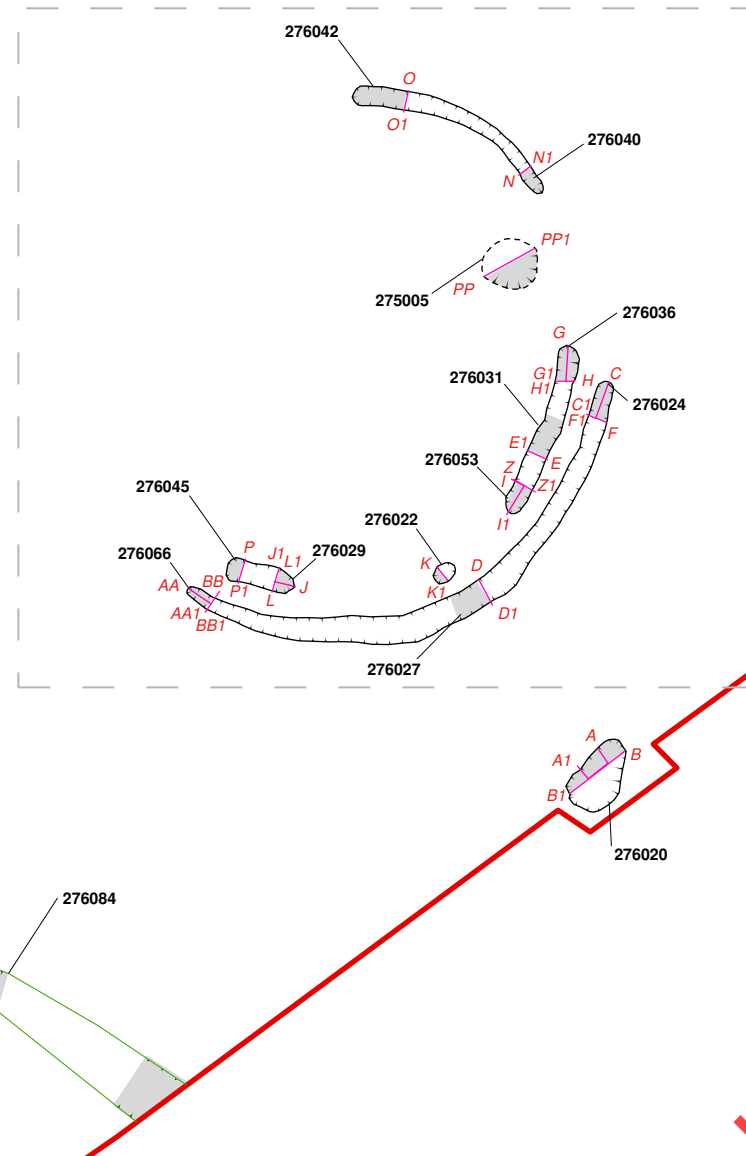 276042
O
O1
276040
N1
N
PP1
275005
PP
276036
G
276031
G1
H
C
H1
C1
276024
F1
F
E1
276053
Z
E
I
Z1
I1
276045
276022
P
J1
276029
276066
L1
K
D
AA
BB
P1
L
J
K1
AA1
D1
BB1
276027
A
B
A1
B1
276020
276084